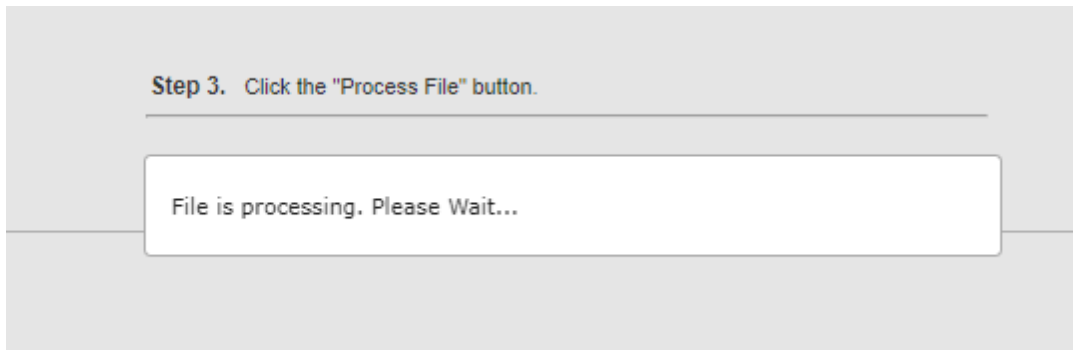 Step 3. Click the "Process File" button.
File is processing. Please Wait...